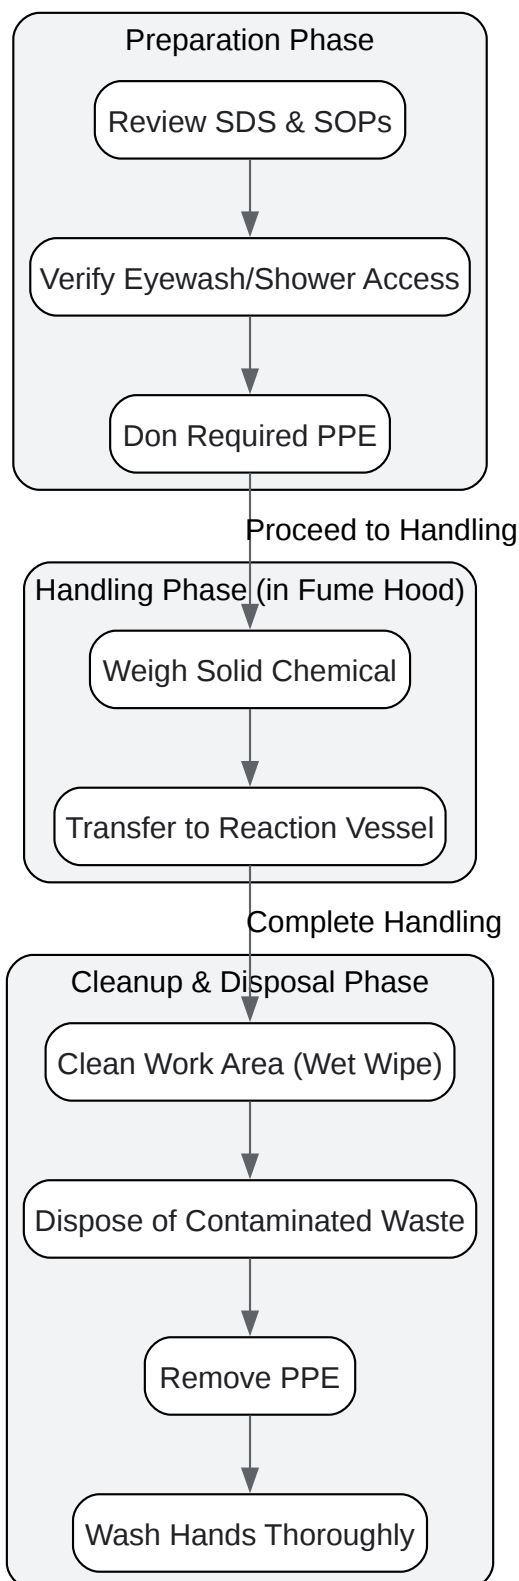 Preparation Phase
Review SDS & SOPs
Verify Eyewash/Shower Access
Don Required PPE
Proceed to Handling
Handling Phase (in Fume Hood)
Weigh Solid Chemical
Transfer to Reaction Vessel
Complete Handling
Cleanup & Disposal Phase
Clean Work Area (Wet Wipe)
Dispose of Contaminated Waste
Remove PPE
Wash Hands Thoroughly